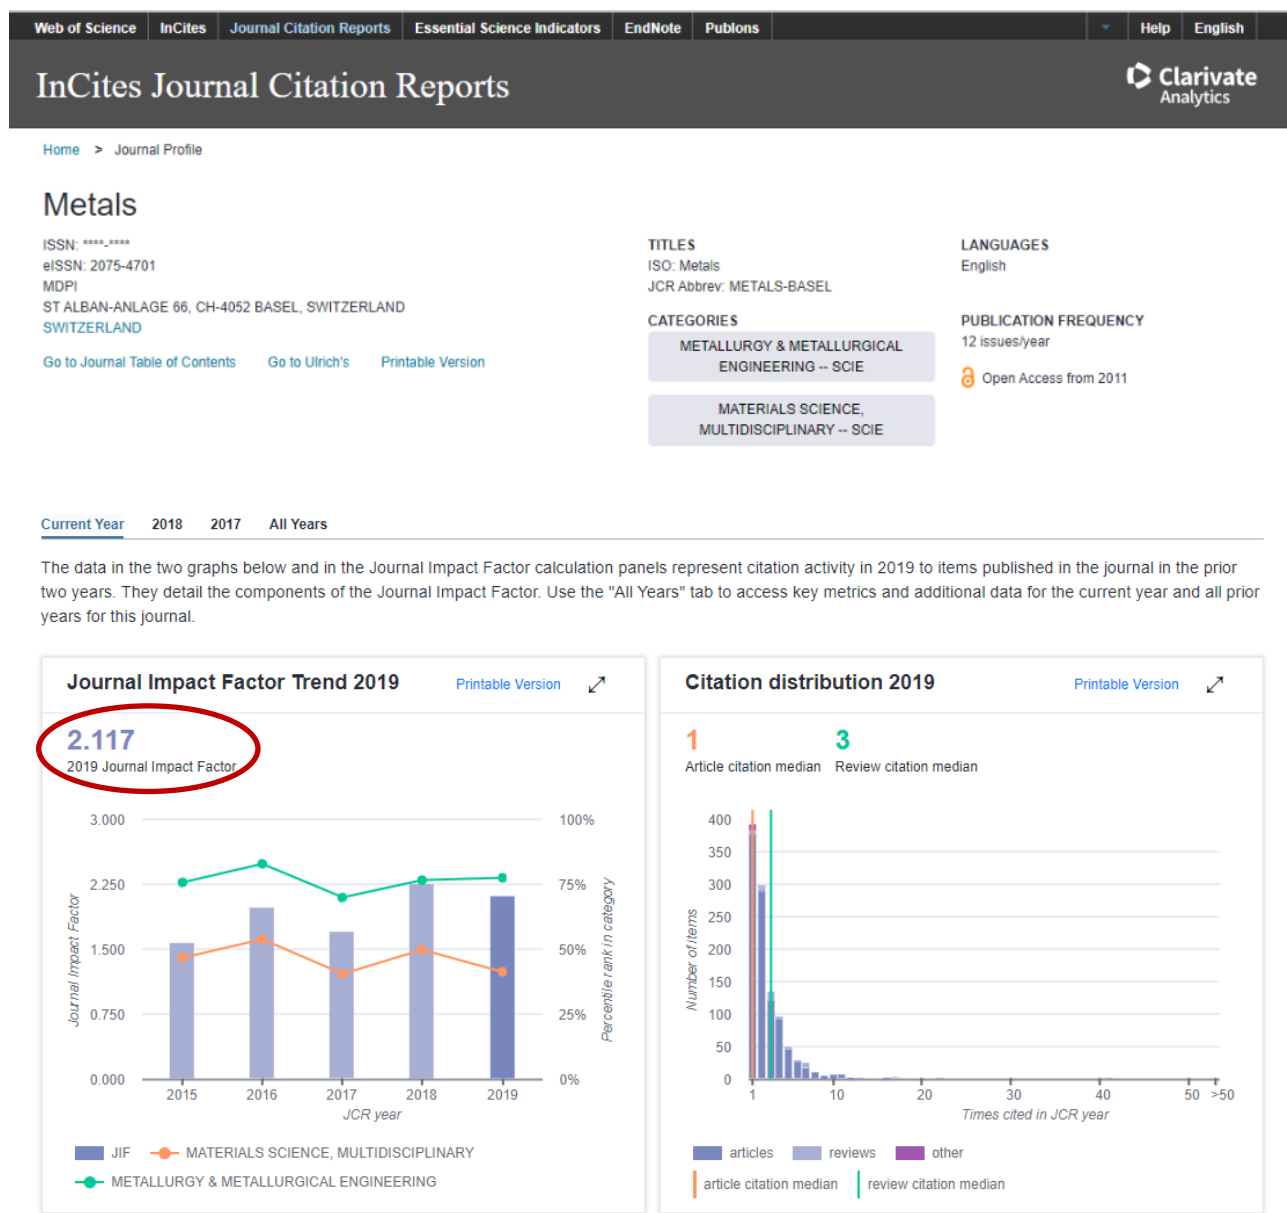 Web of Science InCites Journal Citation Reports Essential Science Indicators EndNote Publons Help English
InCites Journal Citation Reports
Clarivate
Analytics
Home > Journal Profile
Metals
ISSN: ****-****
eISSN: 2075-4701
MDPI
ST ALBAN-ANLAGE 66, CH-4052 BASEL, SWITZERLAND
SWITZERLAND
Go to Journal Table of Contents Go to Ulrich's Printable Version
TITLES
ISO: Metals
JCR Abbrev: METALS-BASEL
CATEGORIES
METALLURGY & METALLURGICAL
ENGINEERING -- SCIE
MATERIALS SCIENCE,
MULTIDISCIPLINARY -- SCIE
LANGUAGES
English
PUBLICATION FREQUENCY
12 issues/year
Open Access from 2011
Current Year 2018 2017 All Years
The data in the two graphs below and in the Journal Impact Factor calculation panels represent citation activity in 2019 to items published in the journal in the prior
two years. They detail the components of the Journal Impact Factor. Use the "All Years" tab to access key metrics and additional data for the current year and all prior
years for this journal.
Journal Impact Factor Trend 2019 Printable Version
2.117
2019 Journal Impact Factor
3.000 100%
2.250 75%
1.500 50%
0.750 25%
0.000 0%
Journal Impact Factor
Percentile rank in category
2015 2016 2017 2018 2019
JCR year
JIF MATERIALS SCIENCE, MULTIDISCIPLINARY
METALLURGY & METALLURGICAL ENGINEERING
Citation distribution 2019 Printable Version
1 3
Article citation median Review citation median
400
350
300
250
200
150
100
50
0
Number of items
1 10 20 30 40 50 >50
Times cited in JCR year
articles reviews other
article citation median review citation median